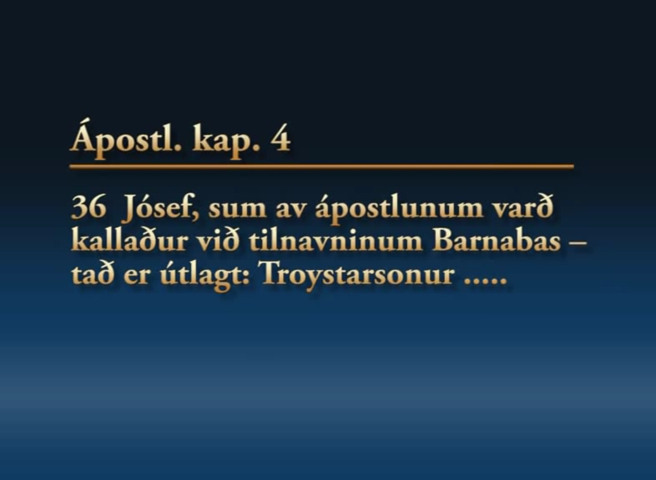 Ápostl. kap. 4
36 Jósef, sum av ápostlunum varð
kallaður við tilnavninum Barnabas –
tað er útlagt: Troystarsonur .....